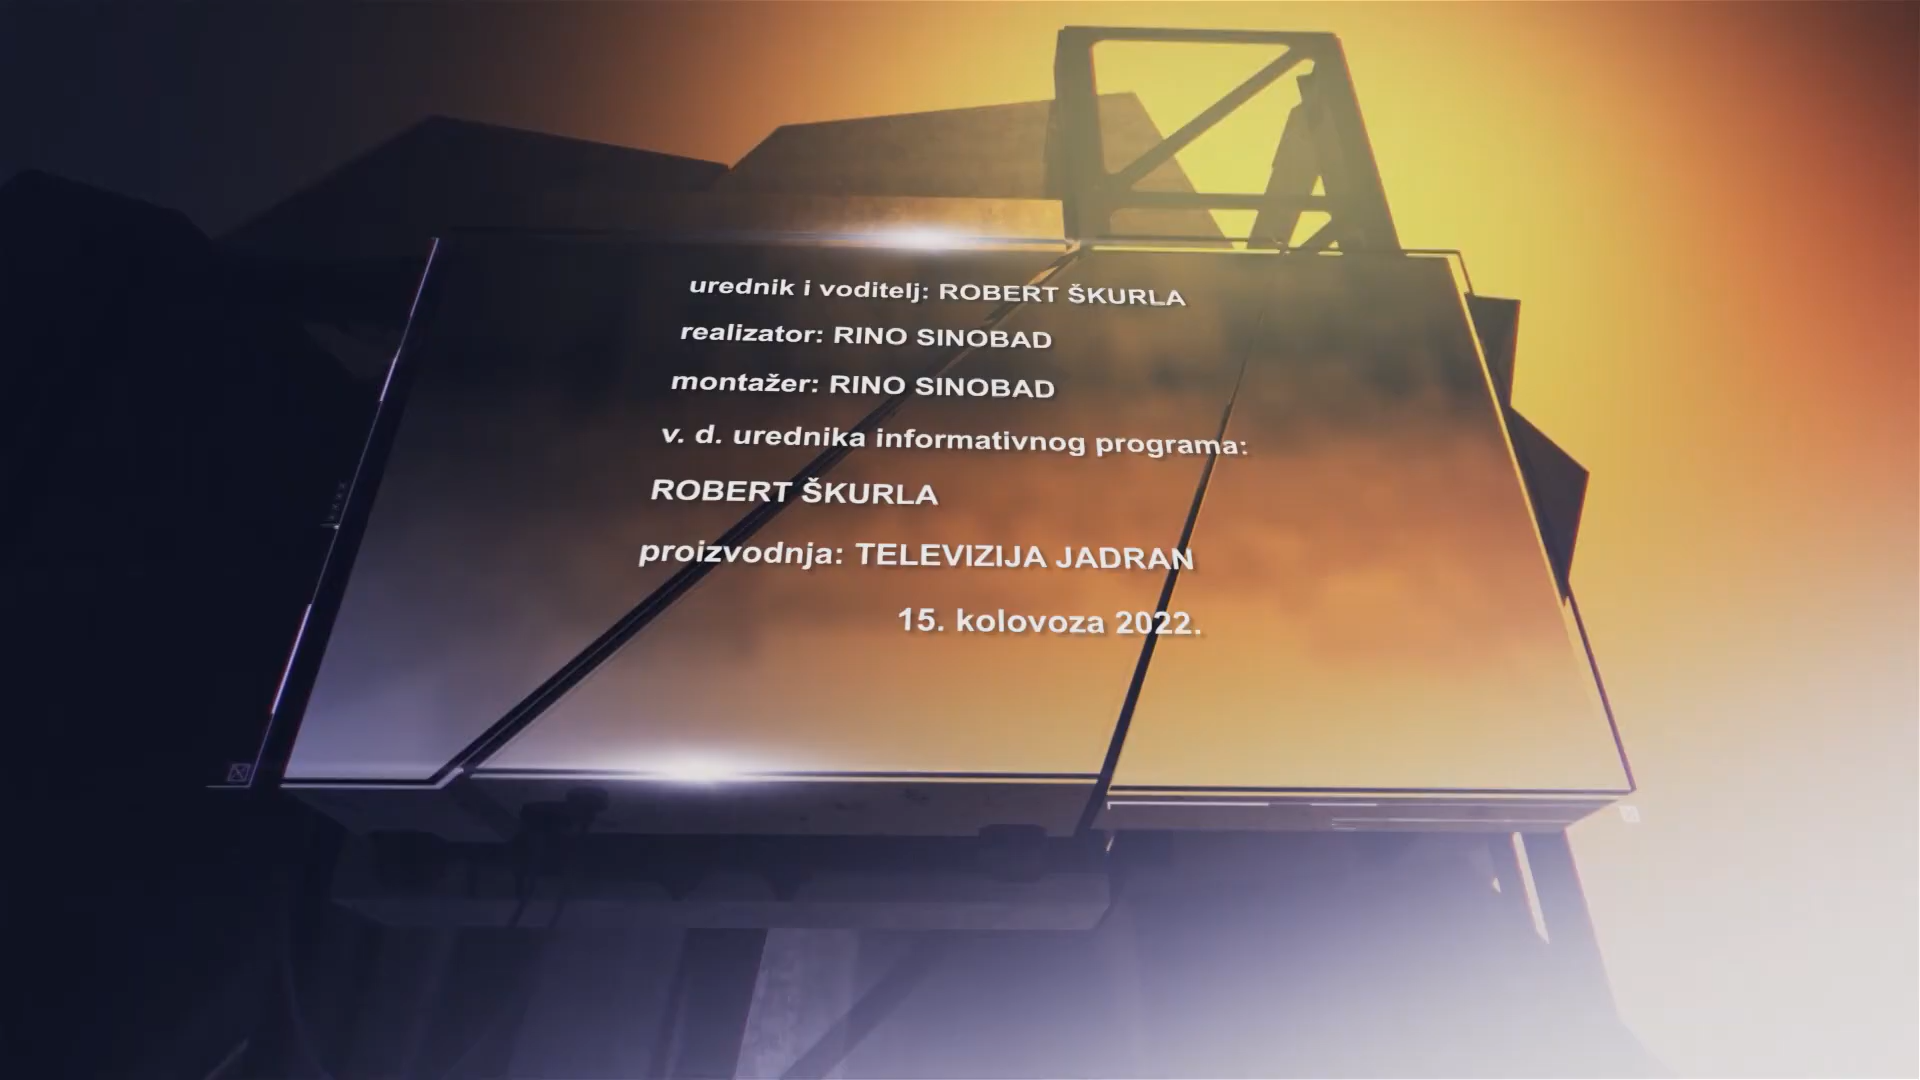 urednik i voditelj: ROBERT ŠKURLA
realizator: RINO SINOBAD
montažer: RINO SINOBAD
v. d. urednika informativnog programa:
ROBERT ŠKURLA
proizvodnja: TELEVIZIJA JADRAN
15. kolovoza 2022.